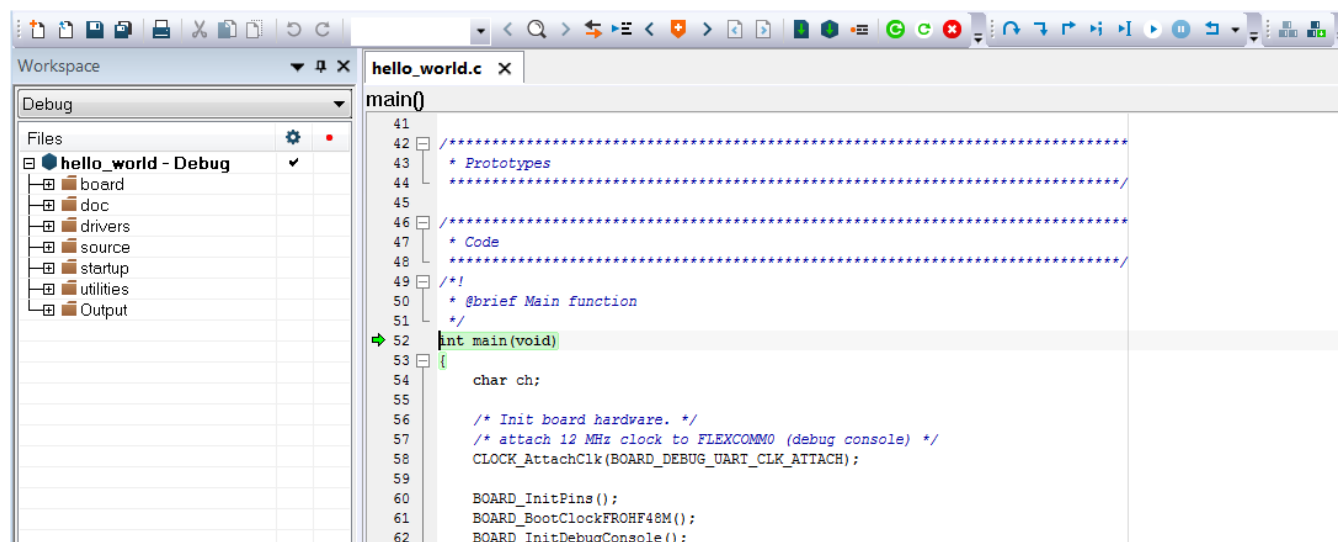 Workspace
Debug
Files
hello_world - Debug
board
doc
drivers
source
startup
utilities
Output
hello_world.c
main()
41
42 /*******************************************************************************
43 * Prototypes
44 ******************************************************************************/
45
46 /*******************************************************************************
47 * Code
48 ******************************************************************************/
49 /*!
50 * @brief Main function
51 */
52 int main(void)
53 {
54 char ch;
55
56 /* Init board hardware. */
57 /* attach 12 MHz clock to FLEXCOMM0 (debug console) */
58 CLOCK_AttachClk(BOARD_DEBUG_UART_CLK_ATTACH);
59
60 BOARD_InitPins();
61 BOARD_BootClockFROHF48M();
62 BOARD_InitDebugConsole();